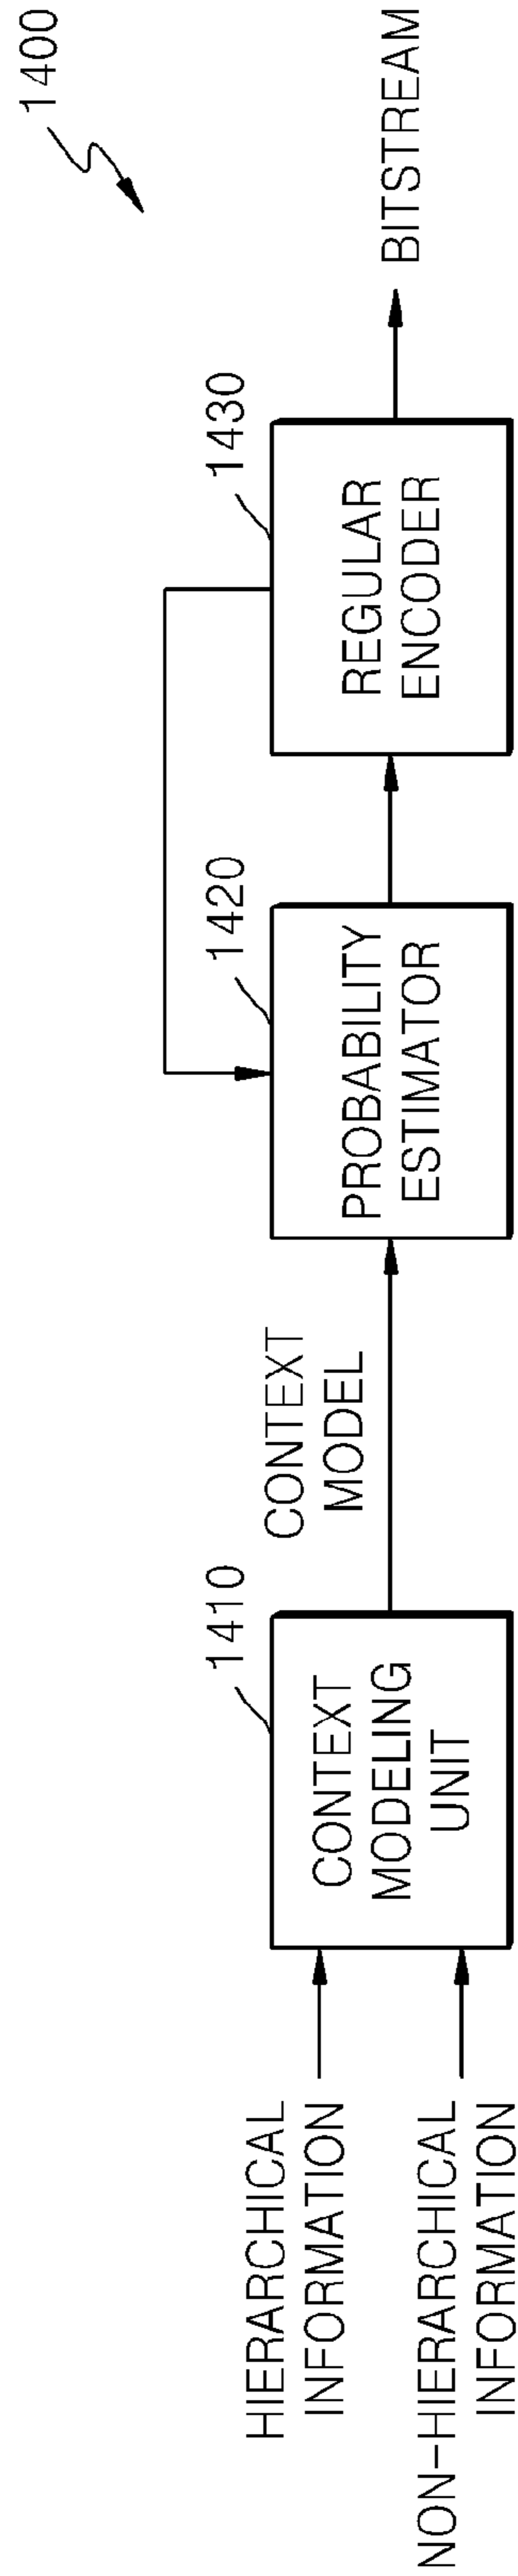 1400
HIERARCHICAL
INFORMATION
NON-HIERARCHICAL
INFORMATION
1410
CONTEXT
MODELING
UNIT
CONTEXT
MODEL
1420
PROBABILITY
ESTIMATOR
1430
REGULAR
ENCODER
BITSTREAM